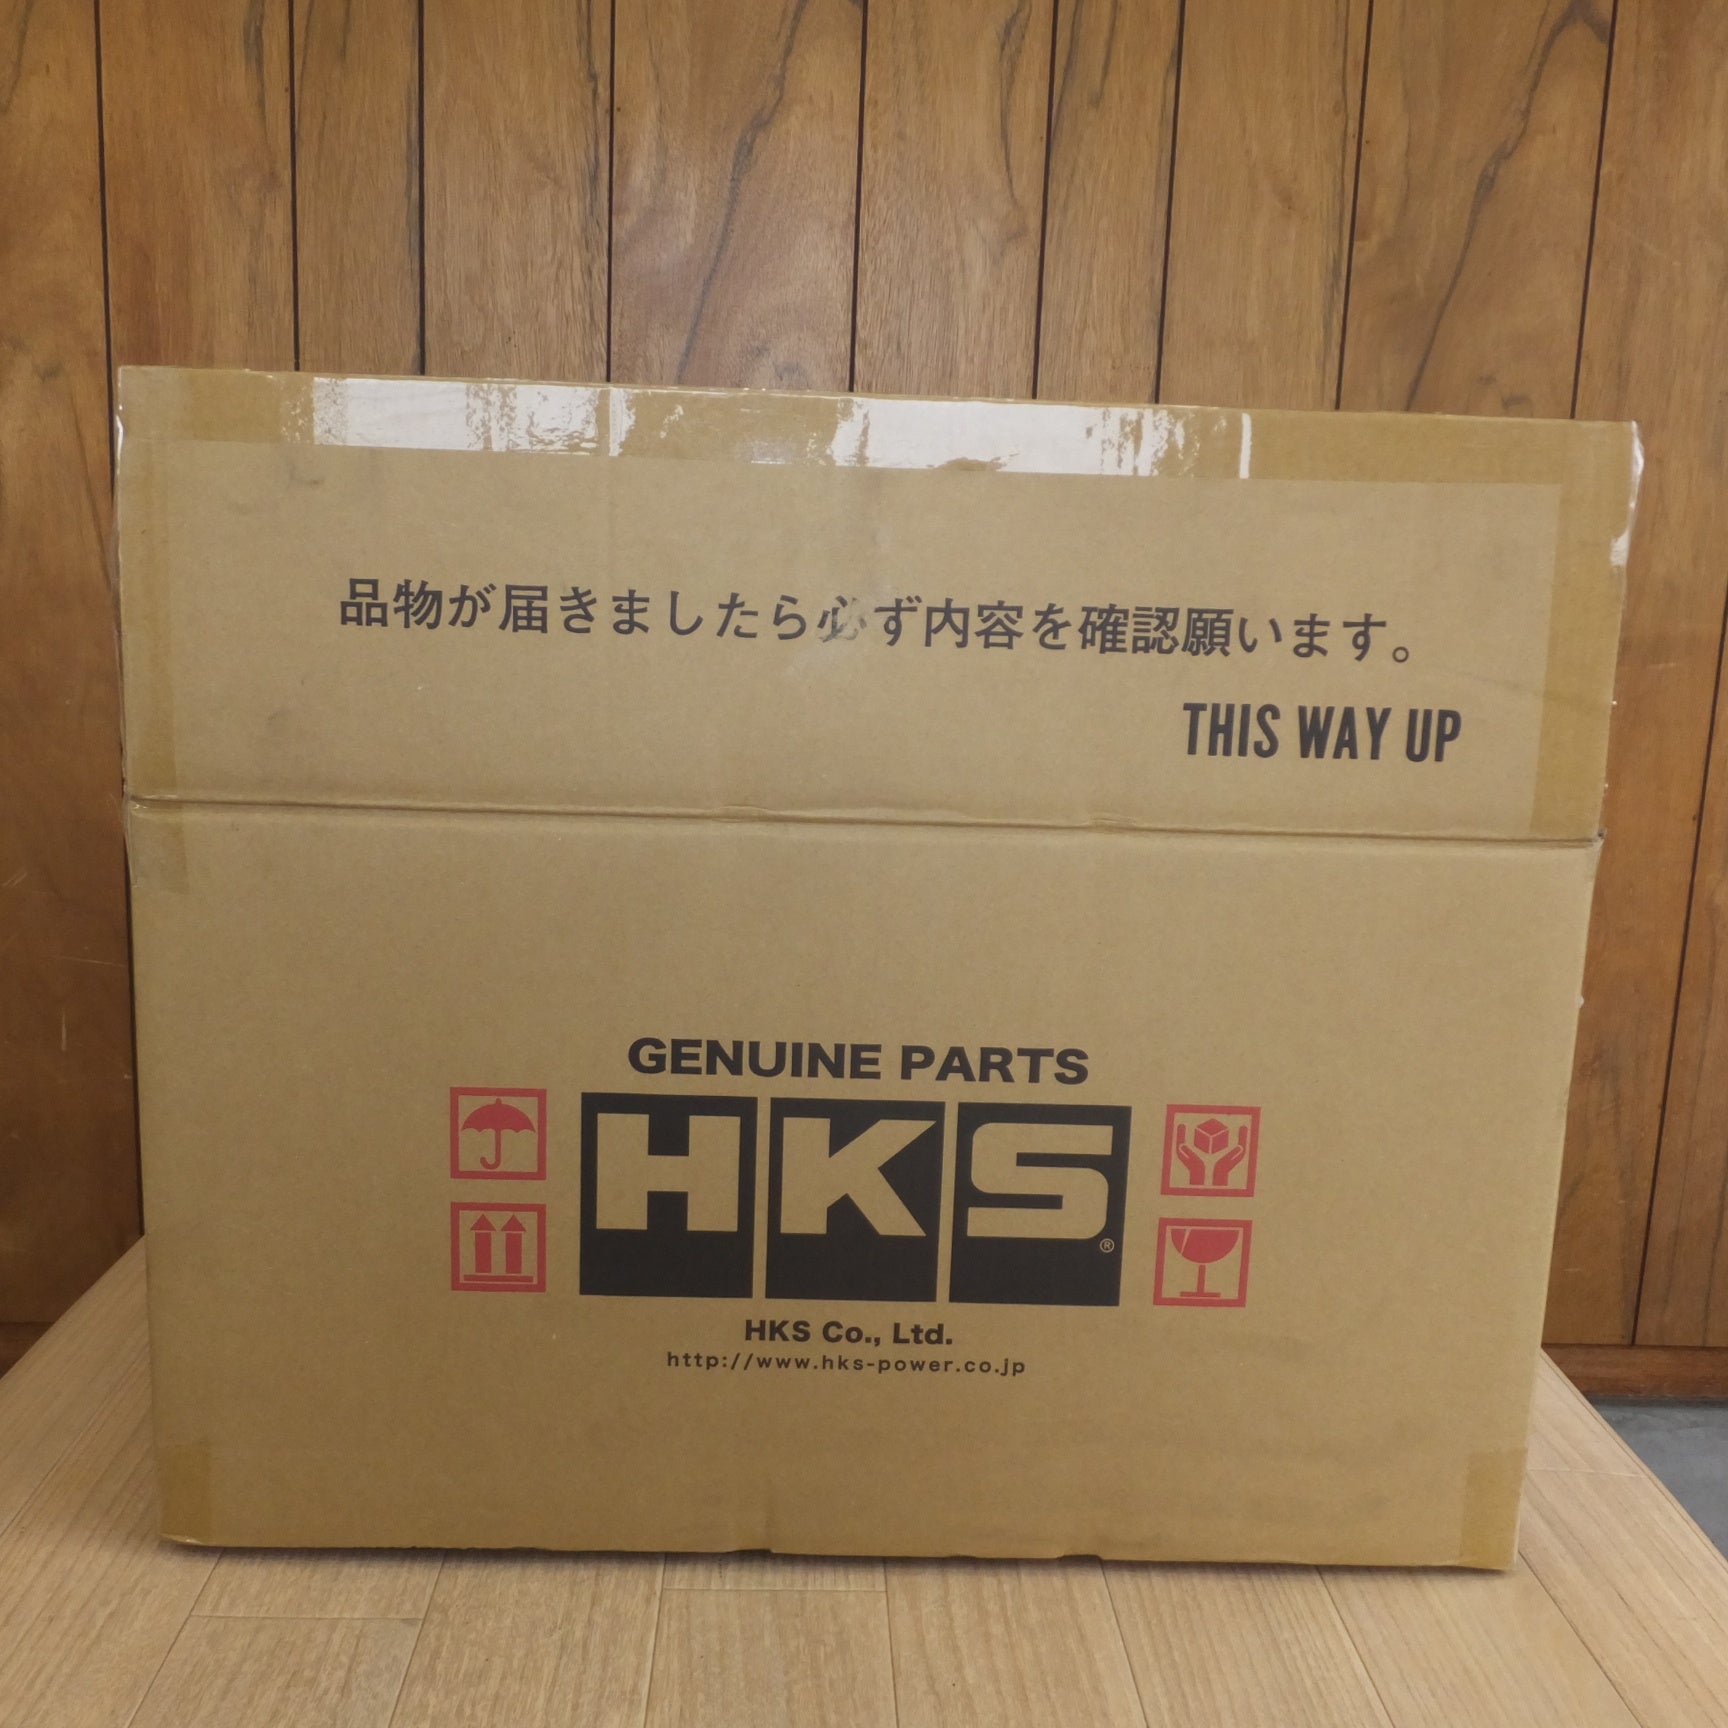 品物が届きましたら必ず内容を確認願います。
THIS WAY UP
GENUINE PARTS
HKS®
HKS Co., Ltd.
http://www.hks-power.co.jp